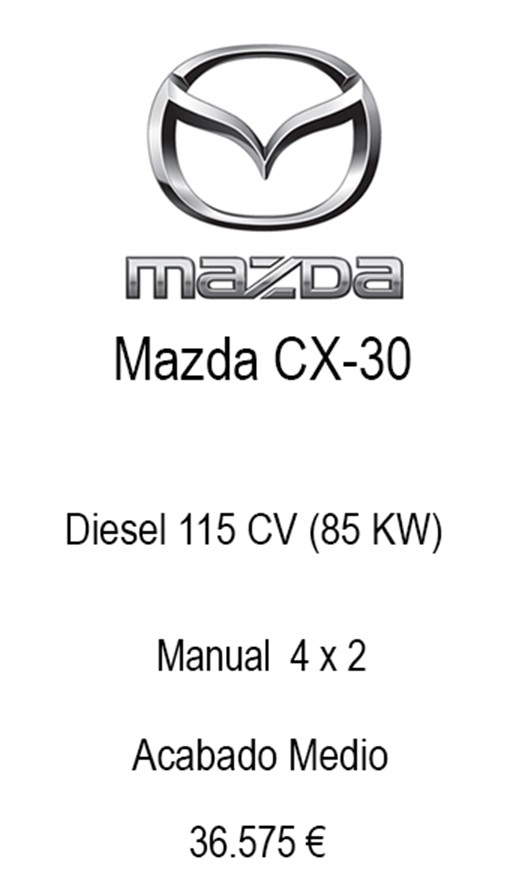 mazda
Mazda CX-30
Diesel 115 CV (85 KW)
Manual 4 x 2
Acabado Medio
36.575 €